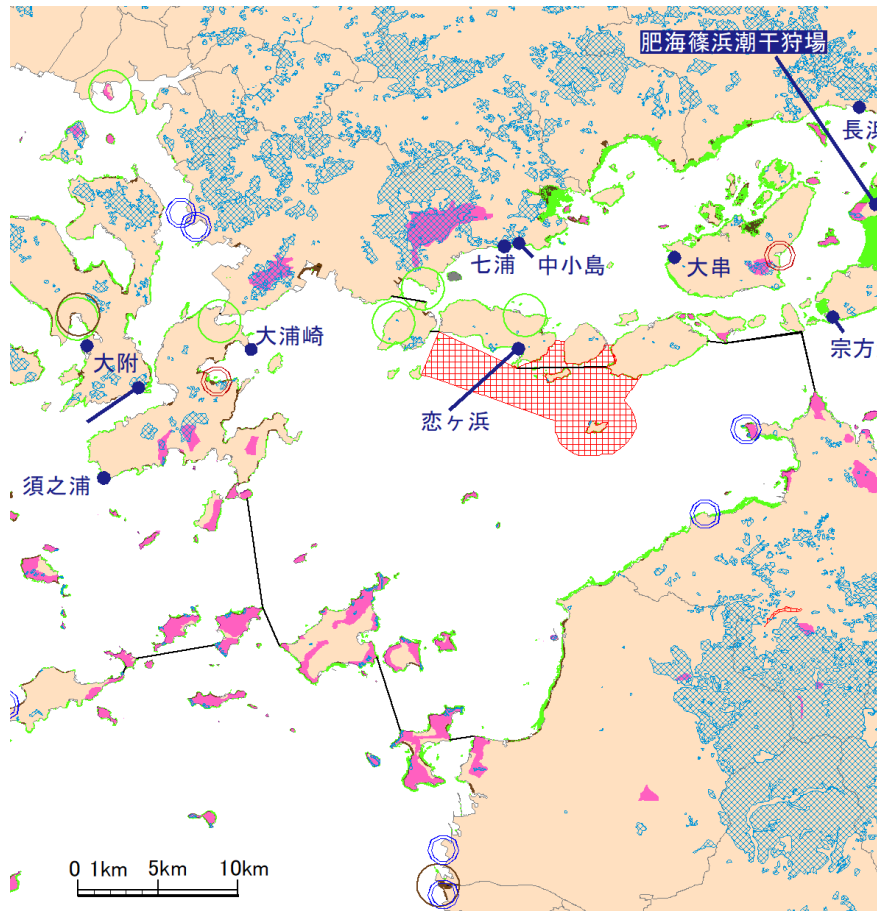 肥海篠浜潮干狩場
長浜
七浦
中小島
大串
大浦崎
宗方
大附
恋ヶ浜
須之浦
0 1km 5km 10km